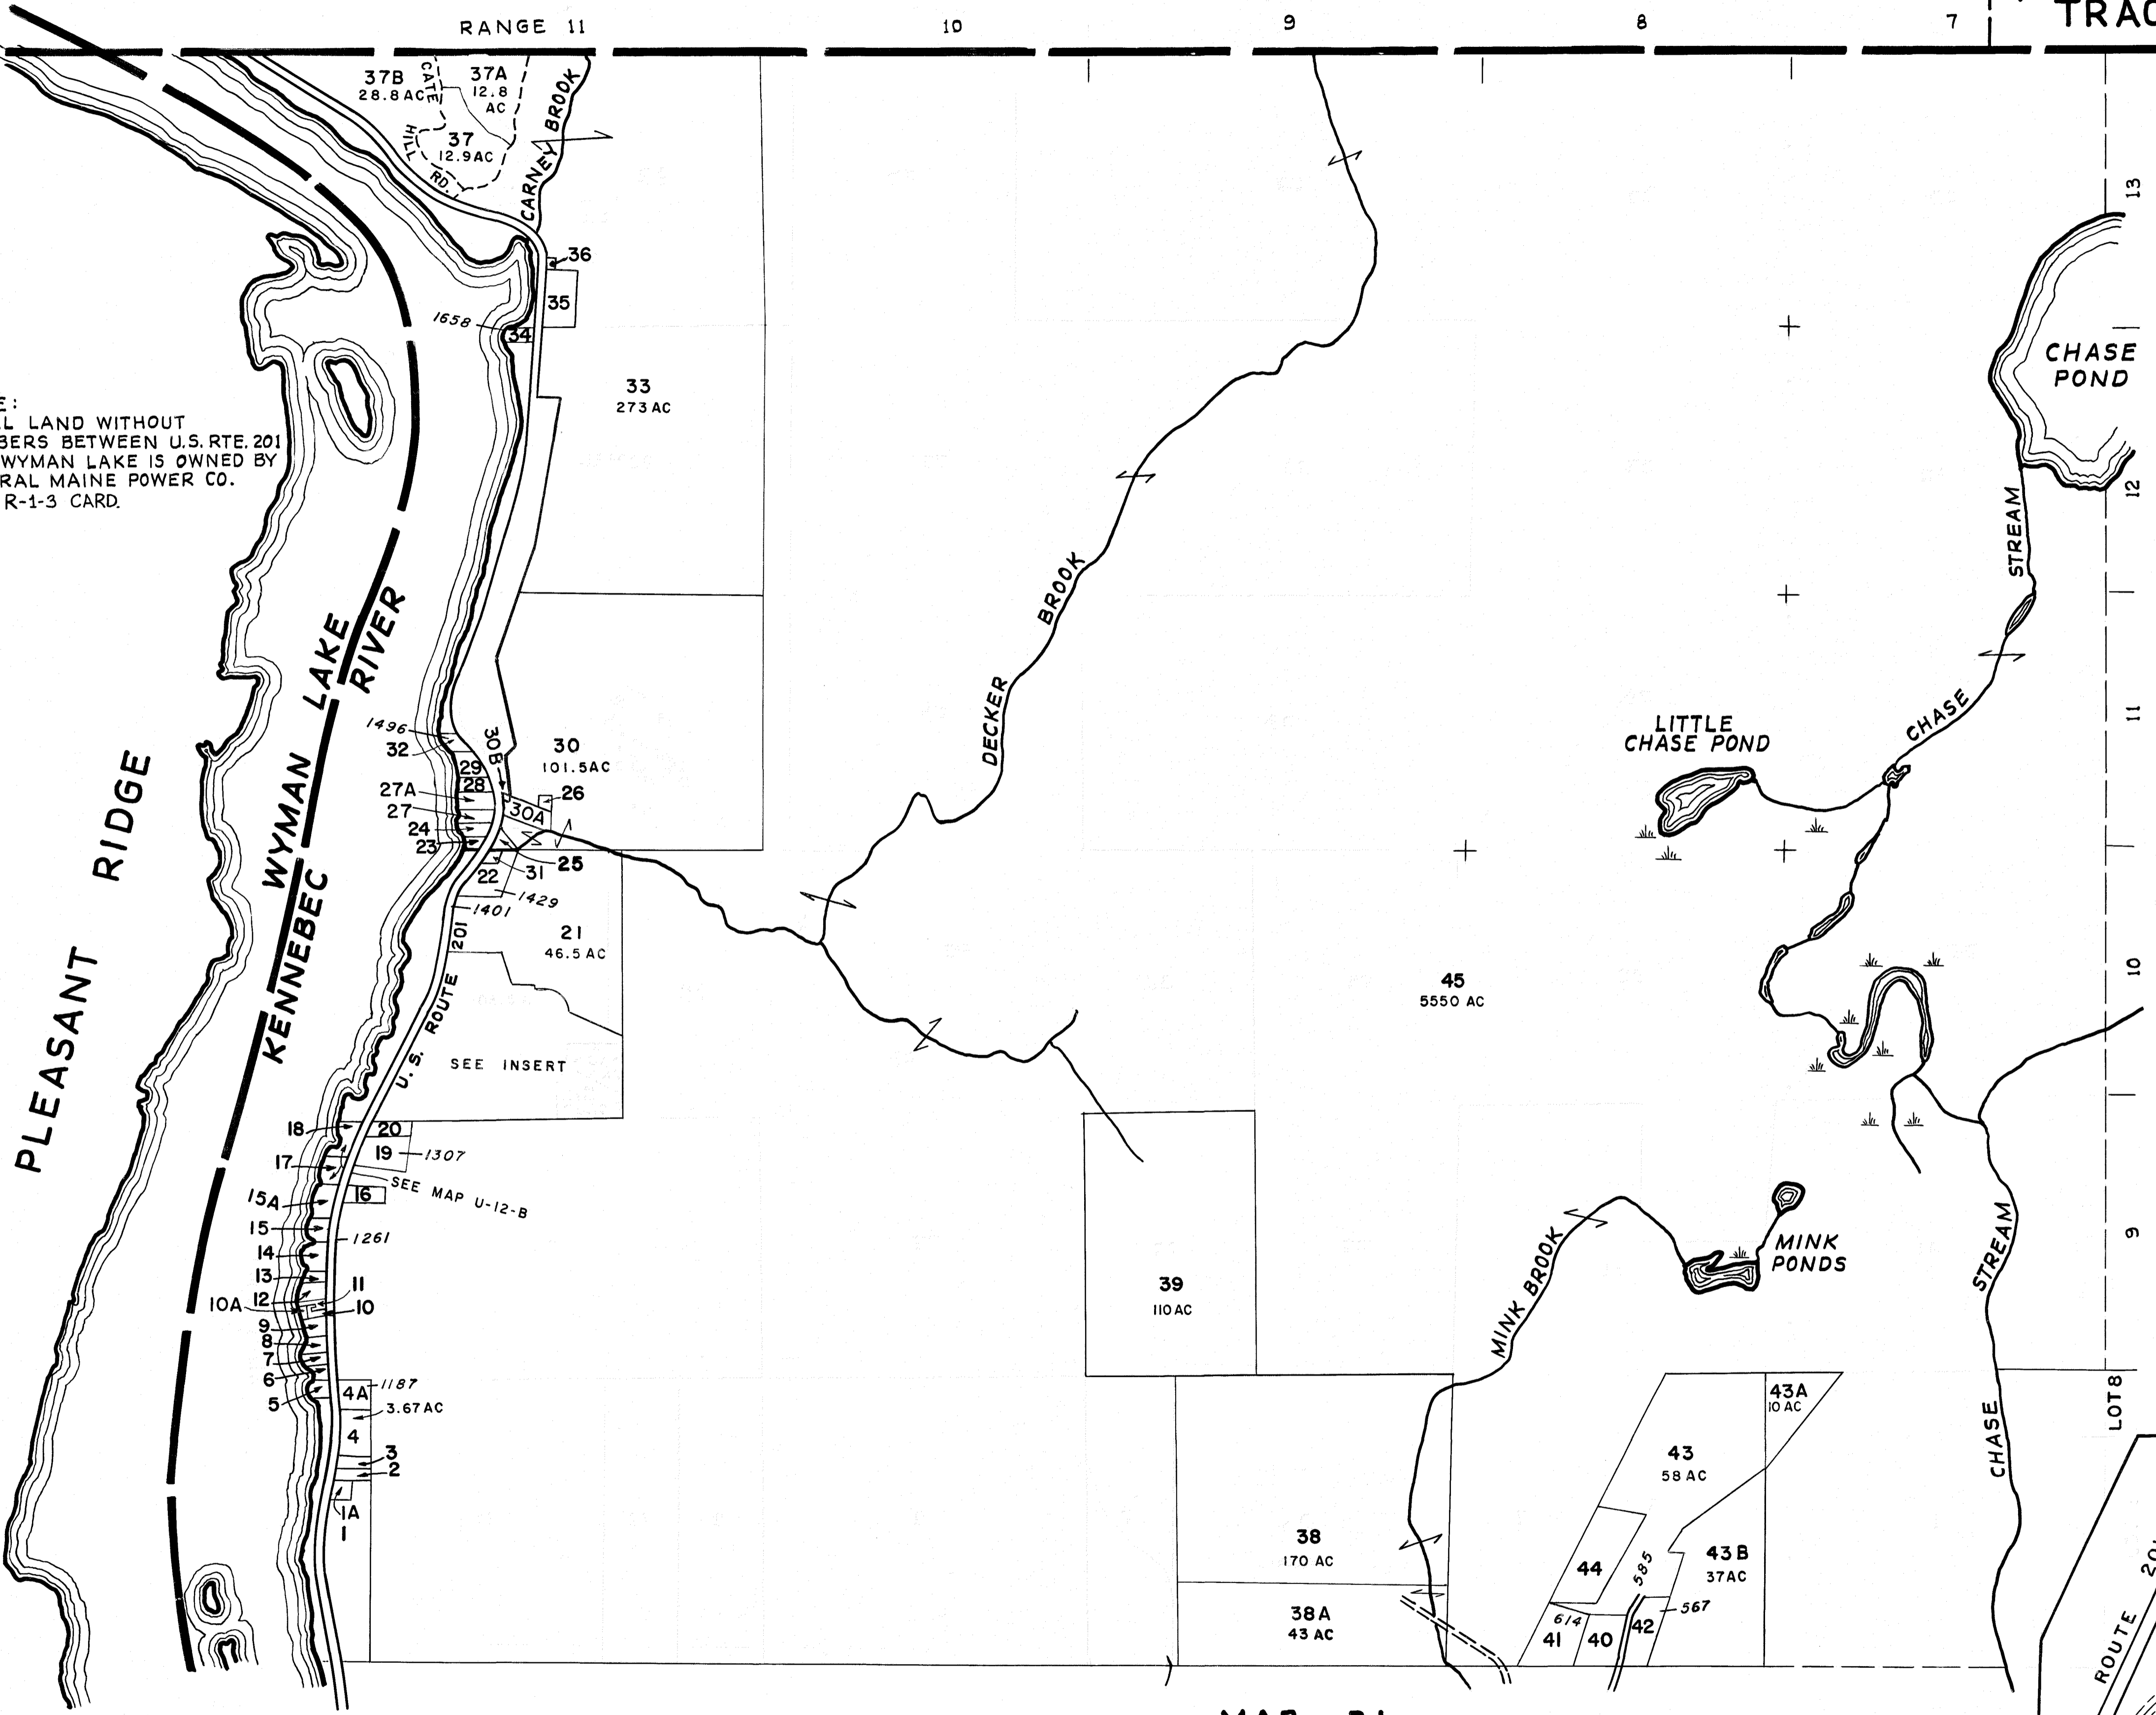 RANGE 11
10
9
8
7
TRAC
37B
28.8 AC
CATE
HILL
RD.
37A
12.8
AC
37
12.9 AC
CARNEY BROOK
36
35
1658
34
33
273 AC
E:
LL LAND WITHOUT
BERS BETWEEN U.S. RTE. 201
WYMAN LAKE IS OWNED BY
RAL MAINE POWER CO.
R-1-3 CARD.
13
CHASE
POND
12
STREAM
DECKER BROOK
WYMAN LAKE
KENNEBEC RIVER
PLEASANT RIDGE
1496
32
30B
30
101.5 AC
29
28
27A
27
24
23
26
30A
25
31
22
1429
1401
201
21
46.5 AC
U.S. ROUTE
SEE INSERT
LITTLE
CHASE POND
CHASE
11
45
5550 AC
10
18
20
19
1307
17
SEE MAP U-12-B
16
15A
15
1261
14
13
12
11
10A
10
9
8
7
6
5
4A
1187
3.67 AC
4
3
2
1A
1
39
110 AC
MINK BROOK
MINK
PONDS
STREAM
CHASE
9
LOT 8
38
170 AC
38A
43 AC
43A
10 AC
43
58 AC
44
585
43B
37 AC
567
614
41
40
42
ROUTE 201
MAP